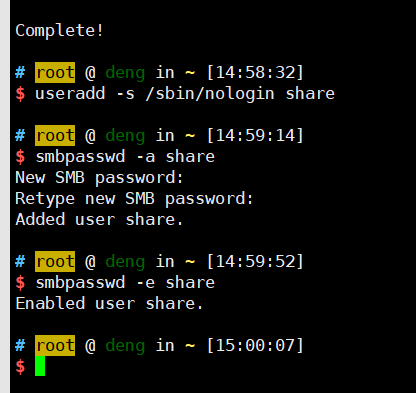 Complete!
# root @ deng in ~ [14:58:32]
$ useradd -s /sbin/nologin share
# root @ deng in ~ [14:59:14]
$ smbpasswd -a share
New SMB password:
Retype new SMB password:
Added user share.
# root @ deng in ~ [14:59:52]
$ smbpasswd -e share
Enabled user share.
# root @ deng in ~ [15:00:07]
$